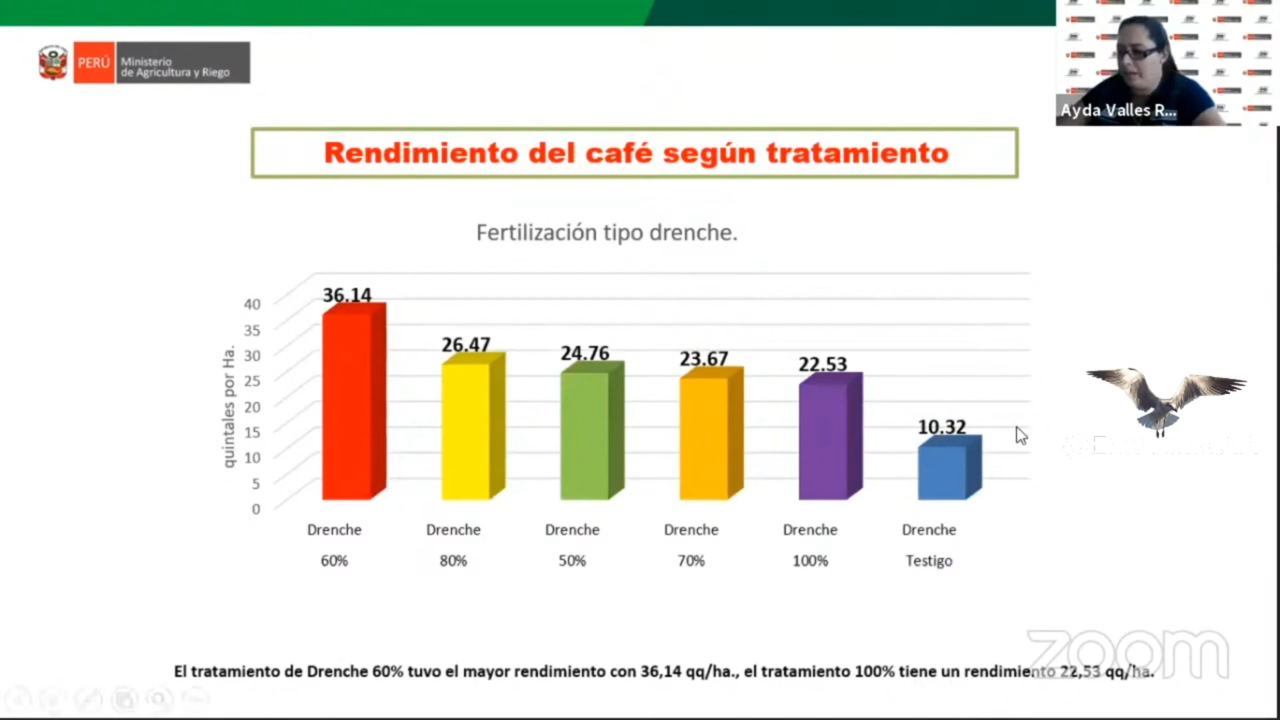 PERÚ
Ministerio
de Agricultura y Riego
Ayda Valles R...
Rendimiento del café según tratamiento
Fertilización tipo drenche.
quintales por Ha.
40
35
30
25
20
15
10
5
0
36.14
26.47
24.76
23.67
22.53
10.32
Drenche Drenche Drenche Drenche Drenche Drenche
60% 80% 50% 70% 100% Testigo
El tratamiento de Drenche 60% tuvo el mayor rendimiento con 36,14 qq/ha., el tratamiento 100% tiene un rendimiento 22,53 qq/ha.
zoom